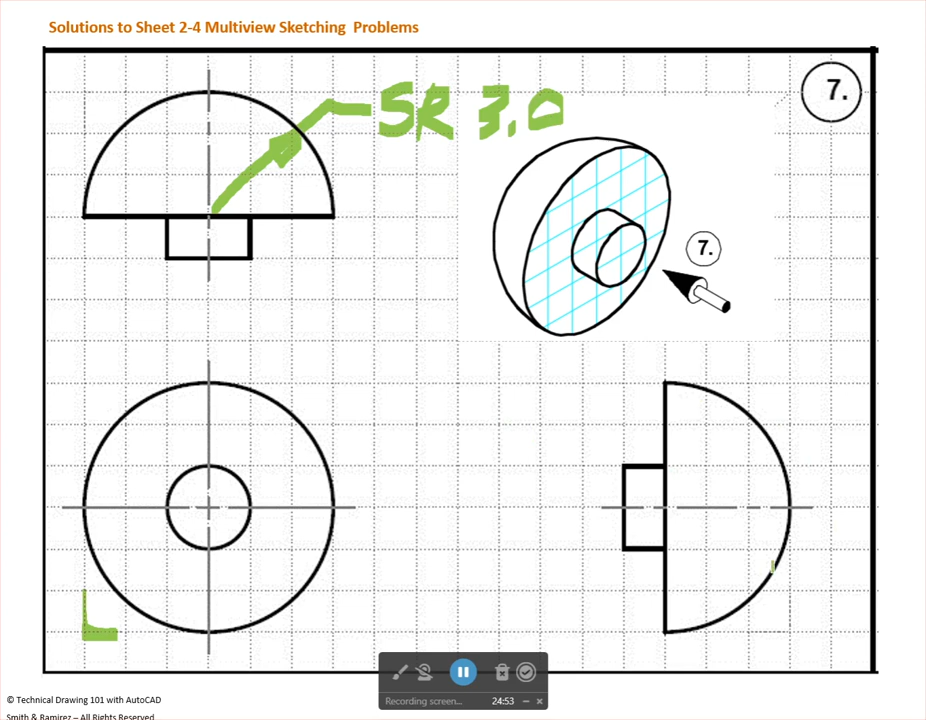 Solutions to Sheet 2-4 Multiview Sketching Problems
7.
SR 3.0
7.
Recording screen... 24:53
© Technical Drawing 101 with AutoCAD
Smith & Ramirez – All Rights Reserved